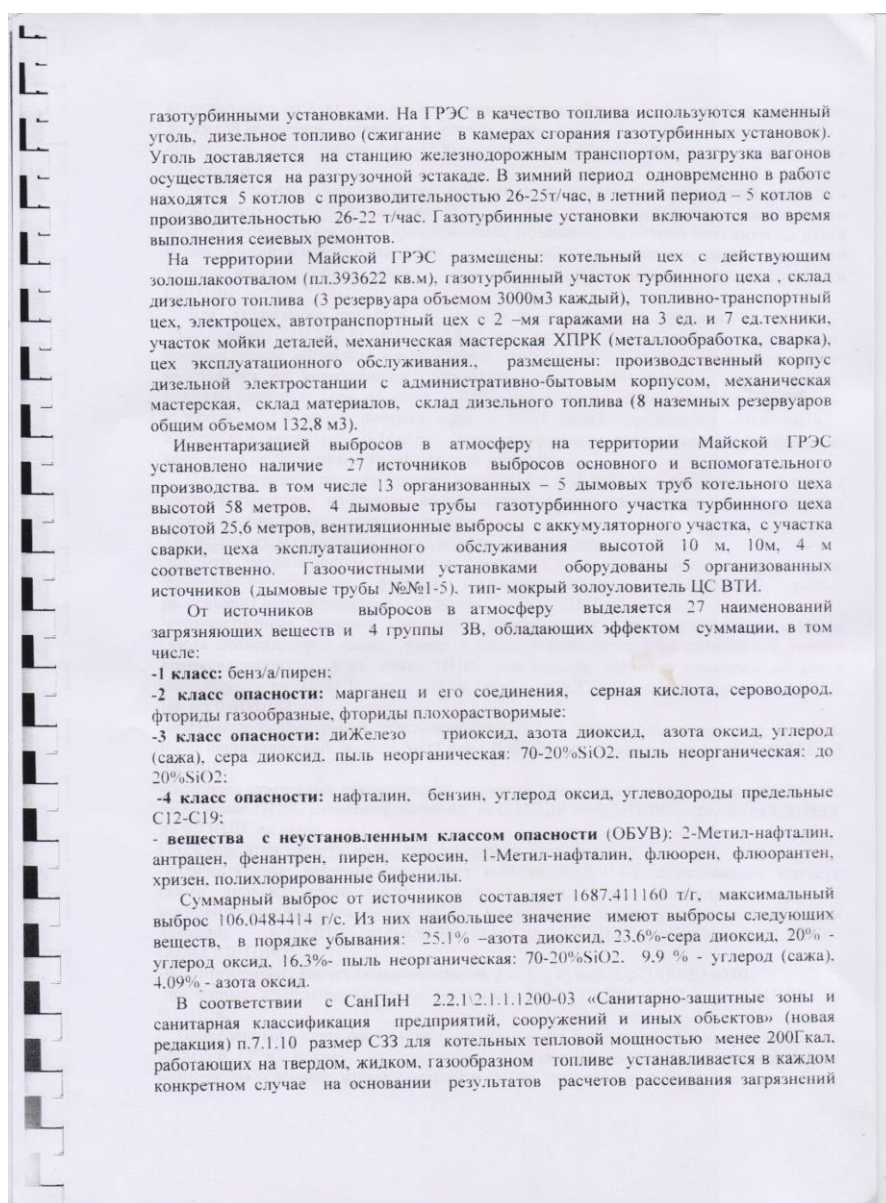 газотурбинными установками. На ГРЭС в качество топлива используются каменный
уголь, дизельное топливо (сжигание в камерах сгорания газотурбинных установок).
Уголь доставляется на станцию железнодорожным транспортом, разгрузка вагонов
осуществляется на разгрузочной эстакаде. В зимний период одновременно в работе
находятся 5 котлов с производительностью 26-25т/час, в летний период – 5 котлов с
производительностью 26-22 т/час. Газотурбинные установки включаются во время
выполнения сеиевых ремонтов.
На территории Майской ГРЭС размещены: котельный цех с действующим
золошлакоотвалом (пл.393622 кв.м), газотурбинный участок турбинного цеха , склад
дизельного топлива (3 резервуара объемом 3000м3 каждый), топливно-транспортный
цех, электроцех, автотранспортный цех с 2 –мя гаражами на 3 ед. и 7 ед.техники,
участок мойки деталей, механическая мастерская ХПРК (металлообработка, сварка),
цех эксплуатационного обслуживания., размещены: производственный корпус
дизельной электростанции с административно-бытовым корпусом, механическая
мастерская, склад материалов, склад дизельного топлива (8 наземных резервуаров
общим объемом 132,8 м3).
Инвентаризацией выбросов в атмосферу на территории Майской ГРЭС
установлено наличие 27 источников выбросов основного и вспомогательного
производства. в том числе 13 организованных – 5 дымовых труб котельного цеха
высотой 58 метров, 4 дымовые трубы газотурбинного участка турбинного цеха
высотой 25,6 метров, вентиляционные выбросы с аккумуляторного участка, с участка
сварки, цеха эксплуатационного обслуживания высотой 10 м, 10м, 4 м
соответственно. Газоочистными установками оборудованы 5 организованных
источников (дымовые трубы №№1-5). тип- мокрый золоуловитель ЦС ВТИ.
От источников выбросов в атмосферу выделяется 27 наименований
загрязняющих веществ и 4 группы ЗВ, обладающих эффектом суммации, в том
числе:
-1 класс: бенз/а/пирен;
-2 класс опасности: марганец и его соединения, серная кислота, сероводород,
фториды газообразные, фториды плохорастворимые:
-3 класс опасности: диЖелезо триоксид, азота диоксид, азота оксид, углерод
(сажа), сера диоксид, пыль неорганическая: 70-20%SiO2, пыль неорганическая: до
20%SiO2;
-4 класс опасности: нафталин, бензин, углерод оксид, углеводороды предельные
С12-С19;
- вещества с неустановленным классом опасности (ОБУВ): 2-Метил-нафталин,
антрацен, фенантрен, пирен, керосин, 1-Метил-нафталин, флюорен, флюорантен,
хризен, полихлорированные бифенилы.
Суммарный выброс от источников составляет 1687.411160 т/г, максимальный
выброс 106,0484414 г/с. Из них наибольшее значение имеют выбросы следующих
веществ, в порядке убывания: 25.1% –азота диоксид, 23,6%-сера диоксид, 20% -
углерод оксид, 16,3%- пыль неорганическая: 70-20%SiO2, 9.9 % - углерод (сажа),
4.09% - азота оксид.
В соответствии с СанПиН 2.2.1\2.1.1.1200-03 «Санитарно-защитные зоны и
санитарная классификация предприятий, сооружений и иных обьектов» (новая
редакция) п.7.1.10 размер СЗЗ для котельных тепловой мощностью менее 200Гкал,
работающих на твердом, жидком, газообразном топливе устанавливается в каждом
конкретном случае на основании результатов расчетов рассеивания загрязнений